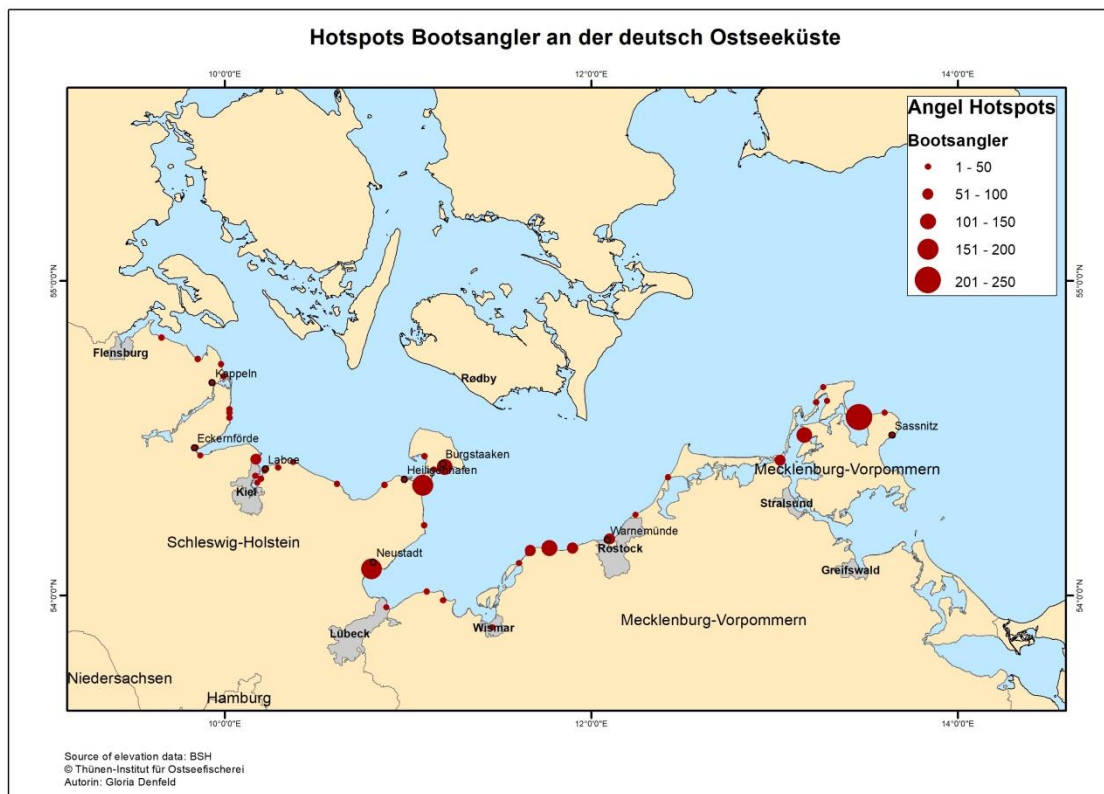 Hotspots Bootsangler an der deutsch Ostseeküste
10°0'0"E
12°0'0"E
14°0'0"E
Angel Hotspots
Bootsangler
1 - 50
51 - 100
101 - 150
151 - 200
201 - 250
55°0'0"N
55°0'0"N
Flensburg
Kappeln
Rødby
Eckernförde
Laboe
Kiel
Burgstaaken
Heiligenhafen
Sassnitz
Mecklenburg-Vorpommern
Stralsund
Schleswig-Holstein
Warnemünde
Rostock
Neustadt
Greifswald
54°0'0"N
54°0'0"N
Lübeck
Wismar
Mecklenburg-Vorpommern
Niedersachsen
Hamburg
10°0'0"E
12°0'0"E
14°0'0"E
Source of elevation data: BSH
© Thünen-Institut für Ostseefischerei
Autorin: Gloria Denfeld